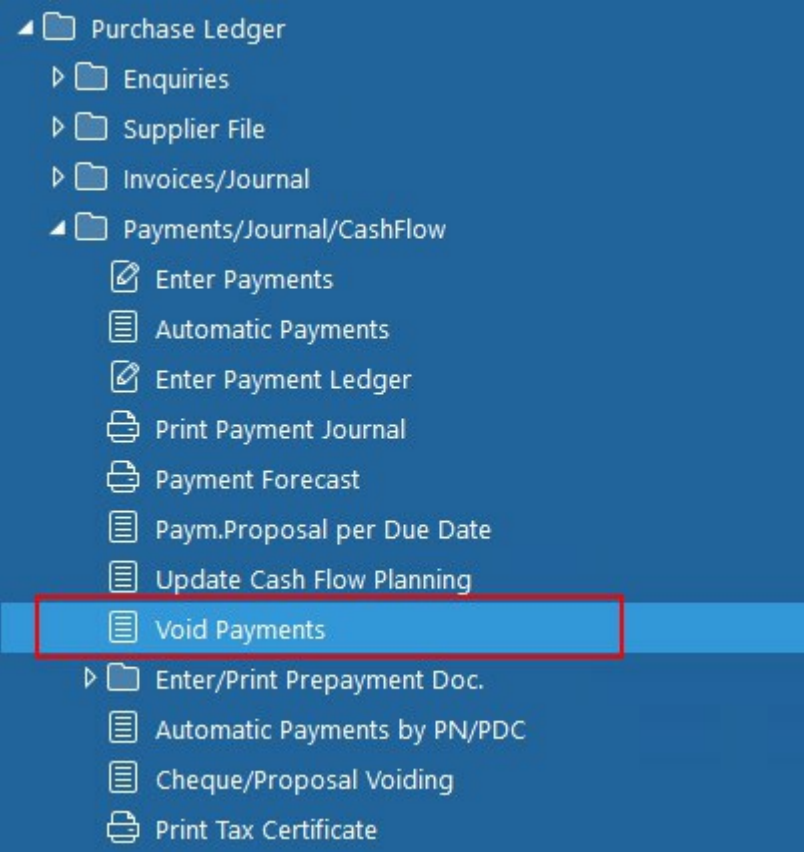 Purchase Ledger
Enquiries
Supplier File
Invoices/Journal
Payments/Journal/CashFlow
Enter Payments
Automatic Payments
Enter Payment Ledger
Print Payment Journal
Payment Forecast
Paym.Proposal per Due Date
Update Cash Flow Planning
Void Payments
Enter/Print Prepayment Doc.
Automatic Payments by PN/PDC
Cheque/Proposal Voiding
Print Tax Certificate